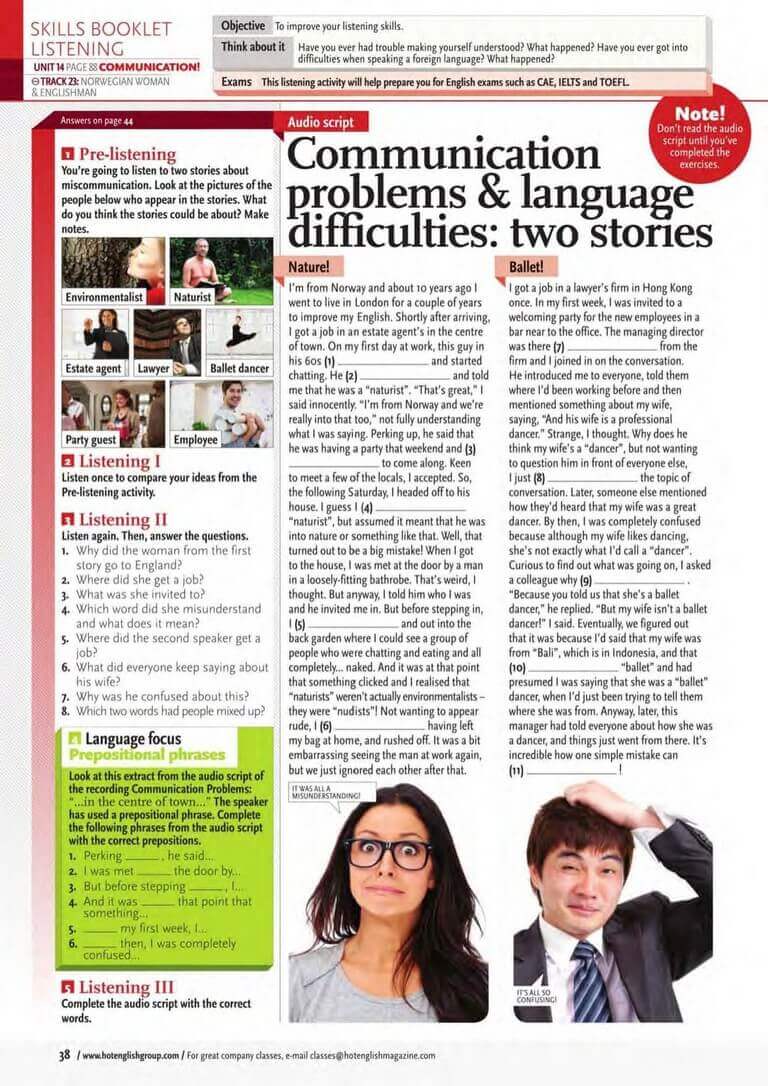 SKILLS BOOKLET
LISTENING
UNIT 14 PAGE 88 COMMUNICATION!
TRACK 23: NORWEGIAN WOMAN
& ENGLISHMAN
Objective To improve your listening skills.
Think about it Have you ever had trouble making yourself understood? What happened? Have you ever got into
difficulties when speaking a foreign language? What happened?
Exams This listening activity will help prepare you for English exams such as CAE, IELTS and TOEFL.
Note!
Don't read the audio
script until you've
completed the
exercises.
Answers on page 44
1 Pre-listening
You're going to listen to two stories about
miscommunication. Look at the pictures of the
people below who appear in the stories. What
do you think the stories could be about? Make
notes.
Environmentalist Naturist
Estate agent Lawyer Ballet dancer
Party guest Employee
2 Listening I
Listen once to compare your ideas from the
Pre-listening activity.
3 Listening II
Listen again. Then, answer the questions.
1. Why did the woman from the first
story go to England?
2. Where did she get a job?
3. What was she invited to?
4. Which word did she misunderstand
and what does it mean?
5. Where did the second speaker get a
job?
6. What did everyone keep saying about
his wife?
7. Why was he confused about this?
8. Which two words had people mixed up?
4 Language focus
Prepositional phrases
Look at this extract from the audio script of
the recording Communication Problems:
"...in the centre of town..." The speaker
has used a prepositional phrase. Complete
the following phrases from the audio script
with the correct prepositions.
1. Perking ______, he said...
2. I was met ______ the door by...
3. But before stepping ______, I...
4. And it was ______ that point that
something...
5. ______ my first week, I...
6. ______ then, I was completely
confused...
5 Listening III
Complete the audio script with the correct
words.
Audio script
Communication
problems & language
difficulties: two stories
Nature!
I'm from Norway and about 10 years ago I
went to live in London for a couple of years
to improve my English. Shortly after arriving,
I got a job in an estate agent's in the centre
of town. On my first day at work, this guy in
his 60s (1) ______________ and started
chatting. He (2) ______________ and told
me that he was a "naturist". "That's great," I
said innocently. "I'm from Norway and we're
really into that too," not fully understanding
what I was saying. Perking up, he said that
he was having a party that weekend and (3)
______________ to come along. Keen
to meet a few of the locals, I accepted. So,
the following Saturday, I headed off to his
house. I guess I (4) ______________
"naturist", but assumed it meant that he was
into nature or something like that. Well, that
turned out to be a big mistake! When I got
to the house, I was met at the door by a man
in a loosely-fitting bathrobe. That's weird, I
thought. But anyway, I told him who I was
and he invited me in. But before stepping in,
I (5) ______________ and out into the
back garden where I could see a group of
people who were chatting and eating and all
completely... naked. And it was at that point
that something clicked and I realised that
"naturists" weren't actually environmentalists –
they were "nudists"! Not wanting to appear
rude, I (6) ______________ having left
my bag at home, and rushed off. It was a bit
embarrassing seeing the man at work again,
but we just ignored each other after that.
IT WAS ALL A
MISUNDERSTANDING!
Ballet!
I got a job in a lawyer's firm in Hong Kong
once. In my first week, I was invited to a
welcoming party for the new employees in a
bar near to the office. The managing director
was there (7) ______________ from the
firm and I joined in on the conversation.
He introduced me to everyone, told them
where I'd been working before and then
mentioned something about my wife,
saying, "And his wife is a professional
dancer." Strange, I thought. Why does he
think my wife's a "dancer", but not wanting
to question him in front of everyone else,
I just (8) ______________ the topic of
conversation. Later, someone else mentioned
how they'd heard that my wife was a great
dancer. By then, I was completely confused
because although my wife likes dancing,
she's not exactly what I'd call a "dancer".
Curious to find out what was going on, I asked
a colleague why (9) ______________ .
"Because you told us that she's a ballet
dancer," he replied. "But my wife isn't a ballet
dancer!" I said. Eventually, we figured out
that it was because I'd said that my wife was
from "Bali", which is in Indonesia, and that
(10) ______________ "ballet" and had
presumed I was saying that she was a "ballet"
dancer, when I'd just been trying to tell them
where she was from. Anyway, later, this
manager had told everyone about how she was
a dancer, and things just went from there. It's
incredible how one simple mistake can
(11) ______________ !
IT'S ALL SO
CONFUSING!
38 / www.hotenglishgroup.com / For great company classes, e-mail classes@hotenglishmagazine.com